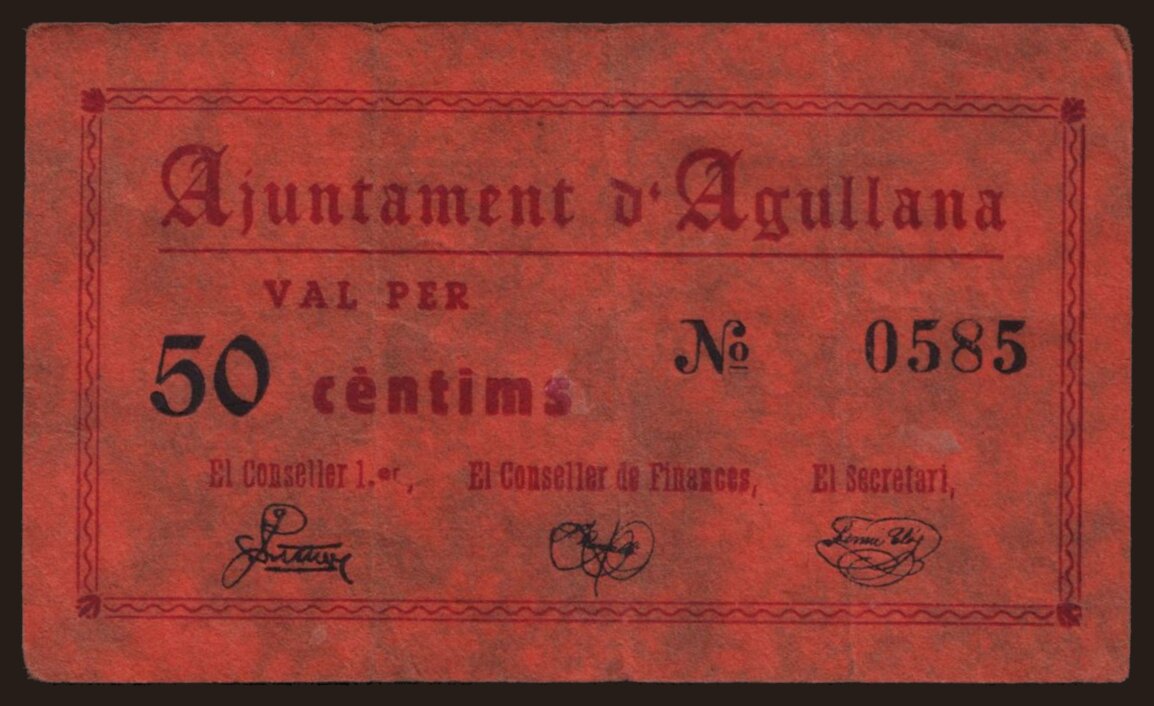 Ajuntament d'Agullana
VAL PER
50 cèntims
Nº 0585
El Conseller 1.er, El Conseller de Finances, El Secretari,